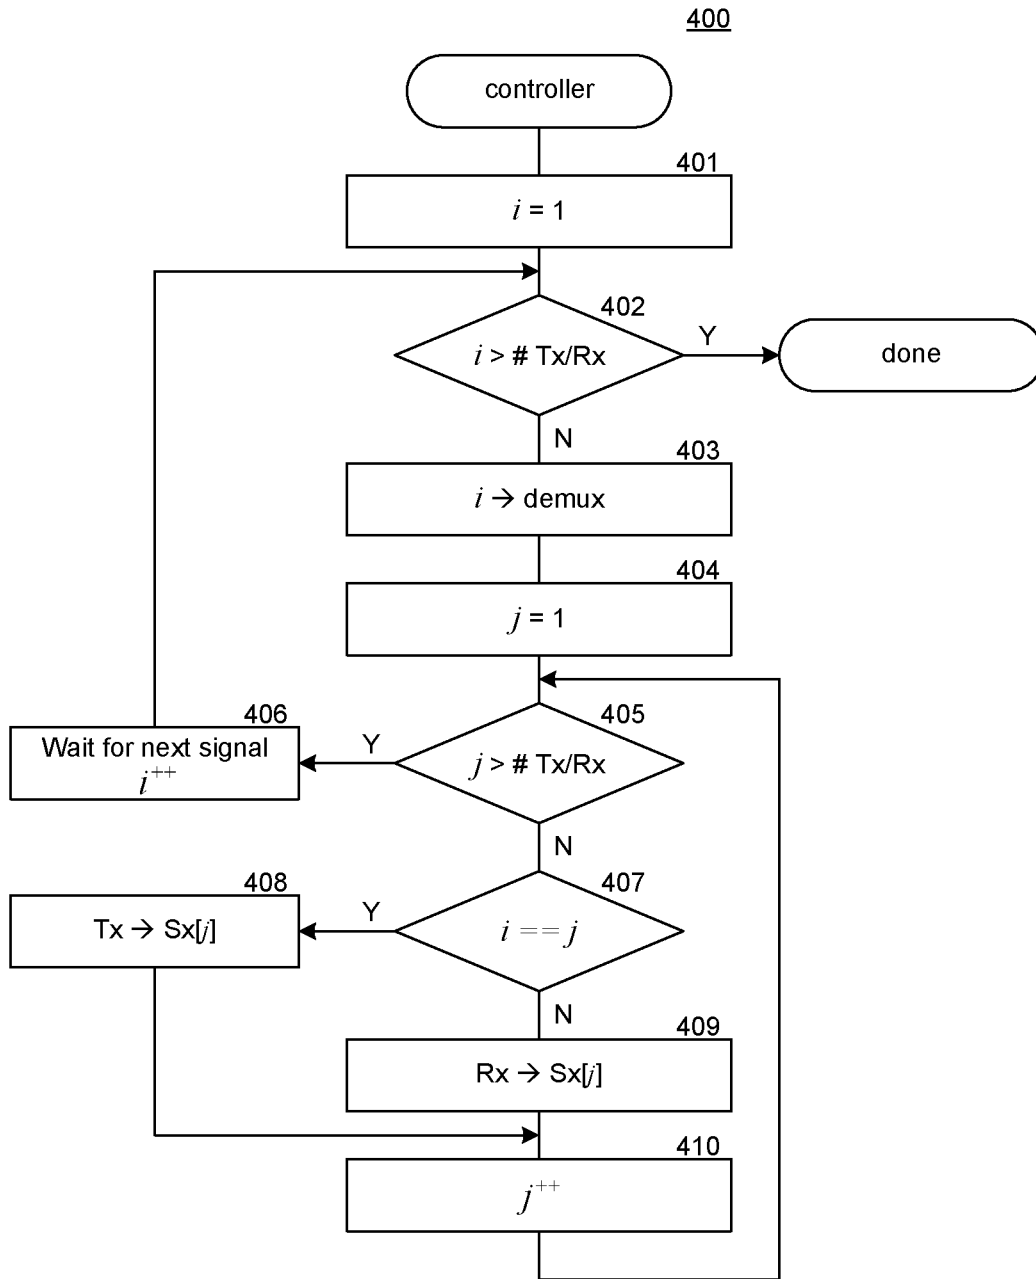 400
controller
401
i = 1
402
i > # Tx/Rx
Y
done
N
403
i → demux
404
j = 1
405
j > # Tx/Rx
Y
406
Wait for next signal
i++
N
407
i == j
Y
408
Tx → Sx[j]
N
409
Rx → Sx[j]
410
j++